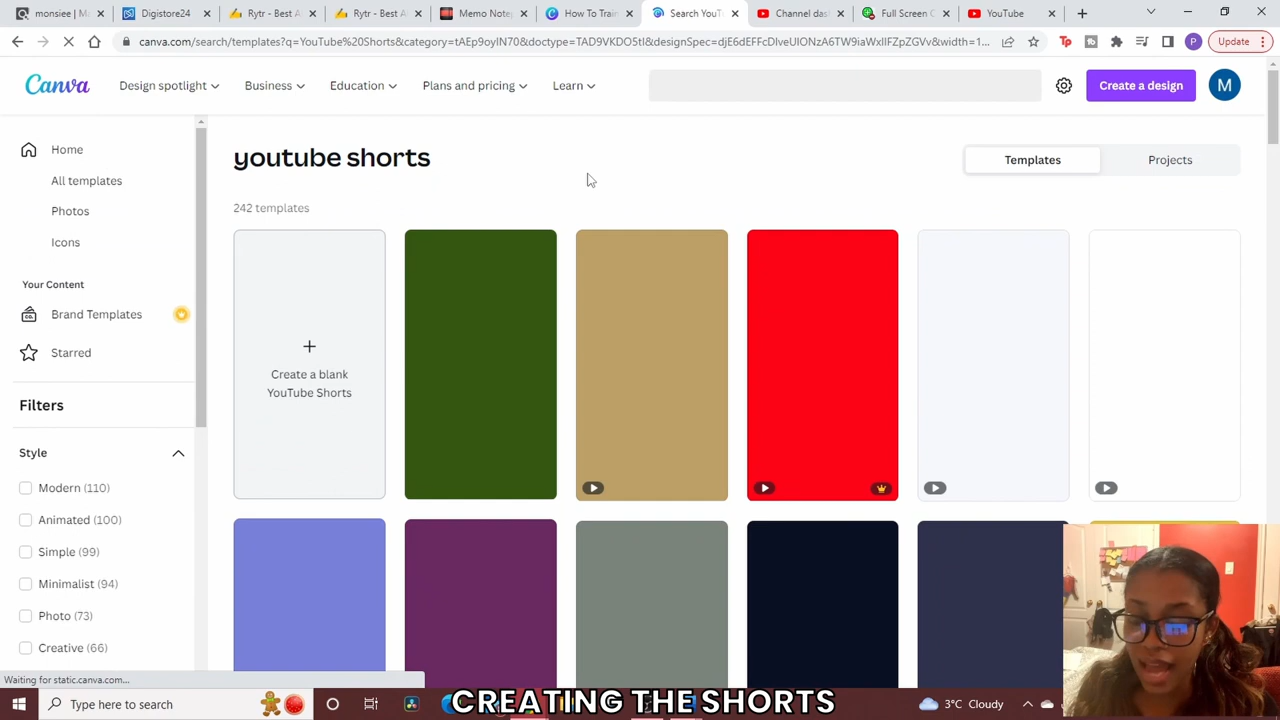 monsie | M
Digistore24
Rytr - Best A
Rytr - Best A
Memo Note
How To Train
Search YouT
Channel das
Full Screen C
YouTube
canva.com/search/templates?q=YouTube%20Shorts&category=tAEp9oyIN70&doctype=TAD9VKDO5tI&designSpec=djE6dEFFcDlveUlONzA6TW9iaWxlIFZpZGVv&width=1...
Update
Canva
Design spotlight
Business
Education
Plans and pricing
Learn
Create a design
M
Home
All templates
Photos
Icons
Your Content
Brand Templates
Starred
Filters
Style
Modern (110)
Animated (100)
Simple (99)
Minimalist (94)
Photo (73)
Creative (66)
youtube shorts
Templates
Projects
242 templates
+
Create a blank
YouTube Shorts
Waiting for static.canva.com...
Type here to search
CREATING THE SHORTS
3°C Cloudy